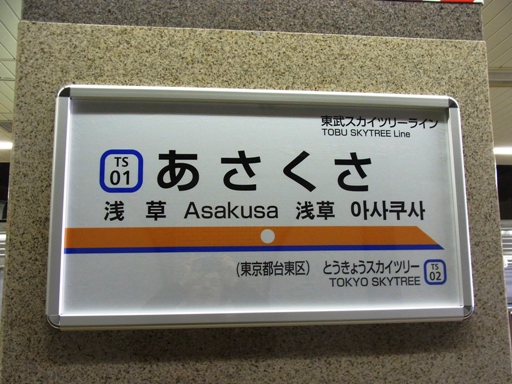 東武スカイツリーライン
TOBU SKYTREE Line
TS 01 あさくさ
浅草 Asakusa 浅草 아사쿠사
(東京都台東区) とうきょうスカイツリー TS 02
TOKYO SKYTREE